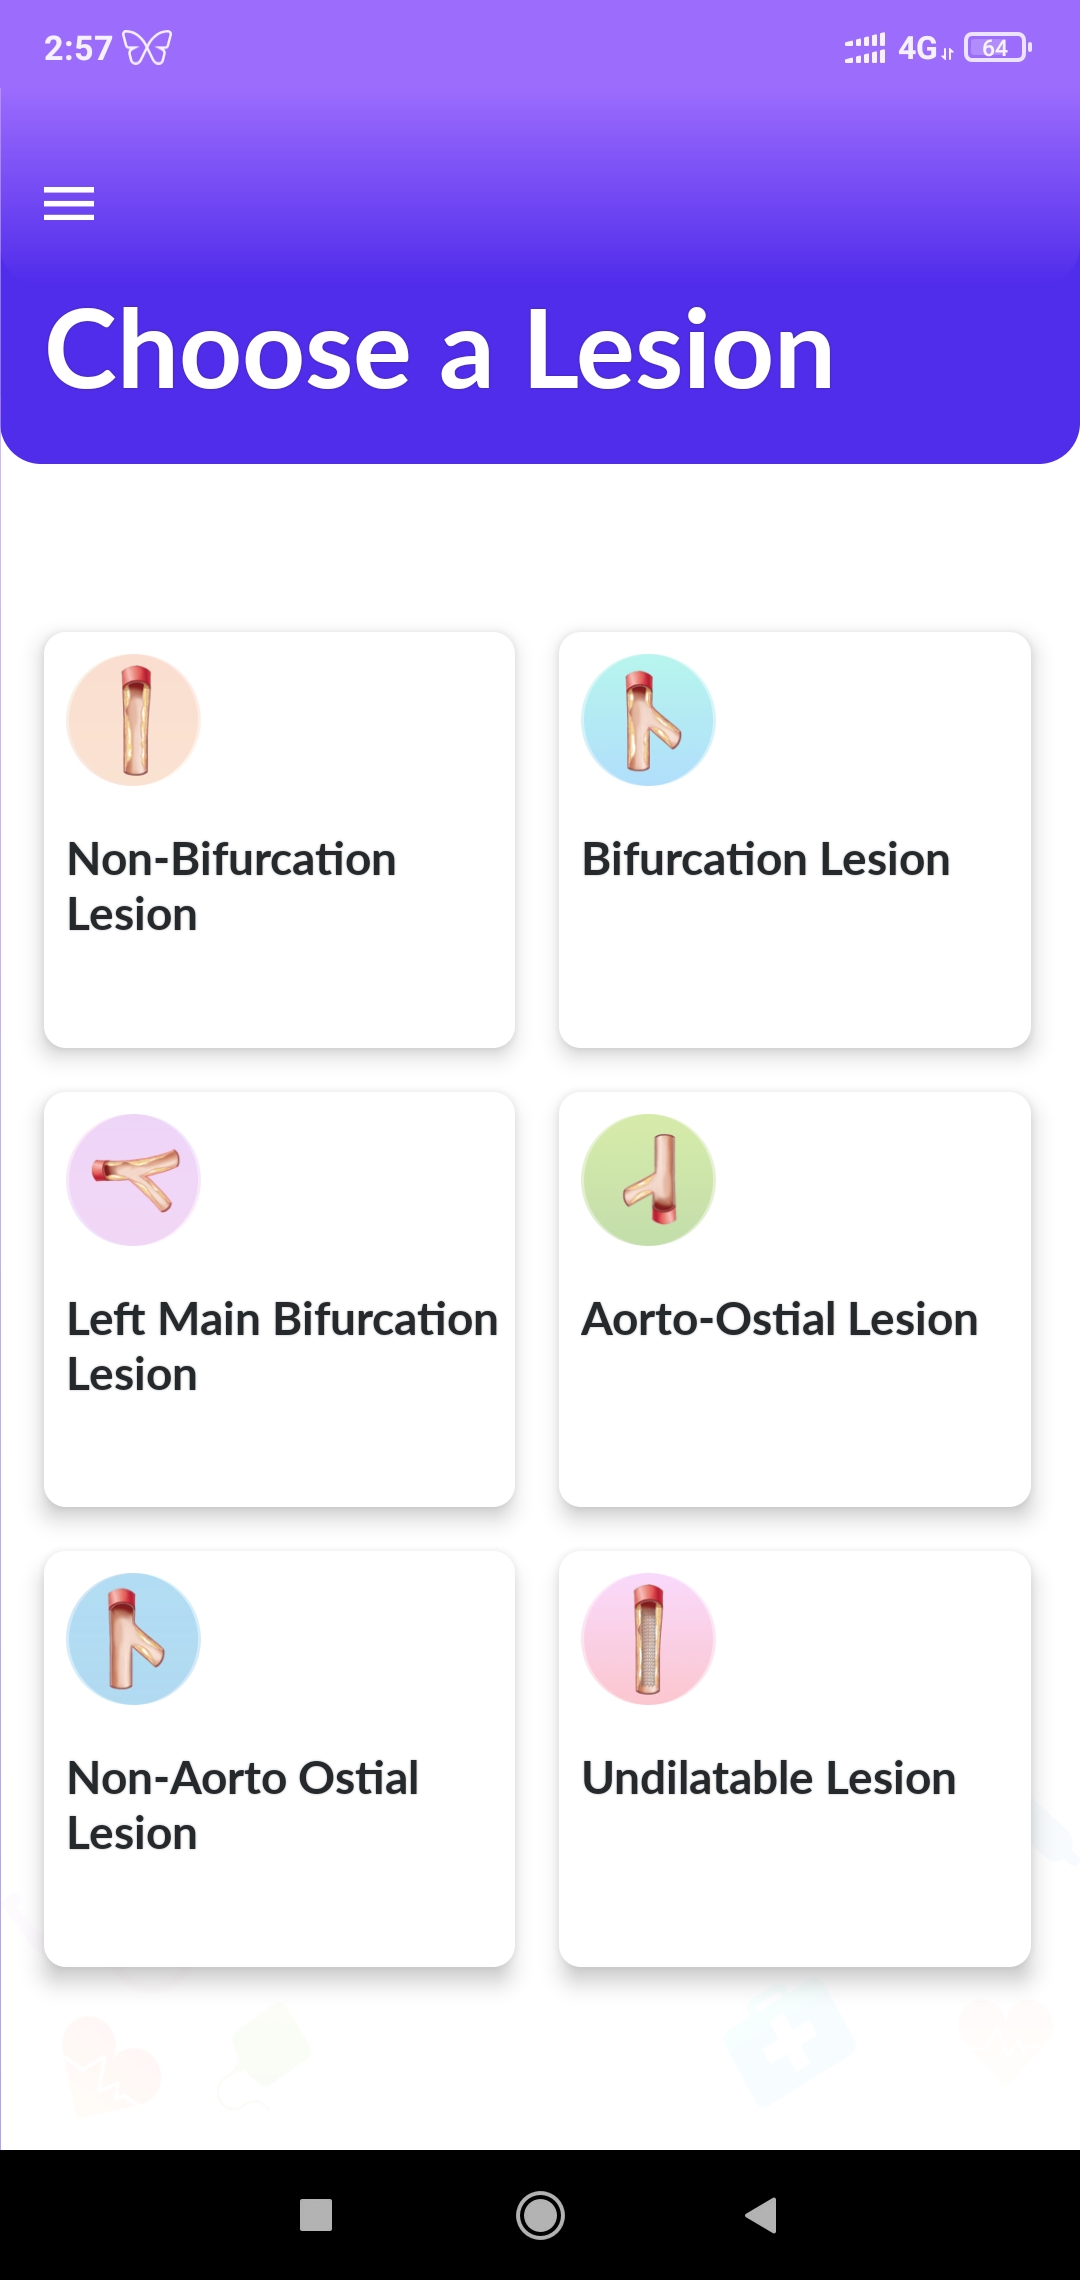 2:57 4G 64
Choose a Lesion
Non-Bifurcation
Lesion
Bifurcation Lesion
Left Main Bifurcation
Lesion
Aorto-Ostial Lesion
Non-Aorto Ostial
Lesion
Undilatable Lesion